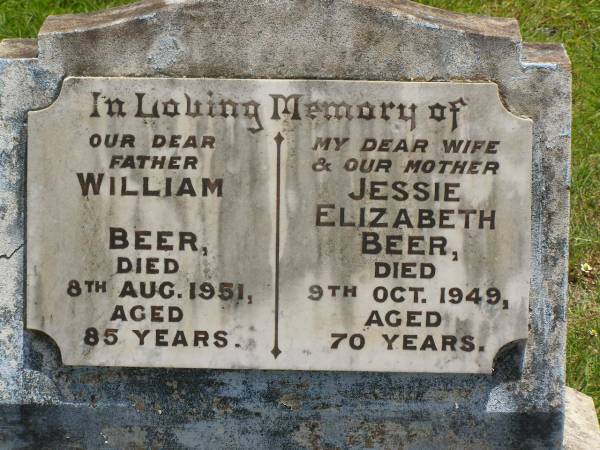 In Loving Memory of
OUR DEAR
FATHER
WILLIAM
BEER,
DIED
8TH AUG. 1951,
AGED
85 YEARS.
MY DEAR WIFE
& OUR MOTHER
JESSIE
ELIZABETH
BEER,
DIED
9TH OCT. 1949,
AGED
70 YEARS.